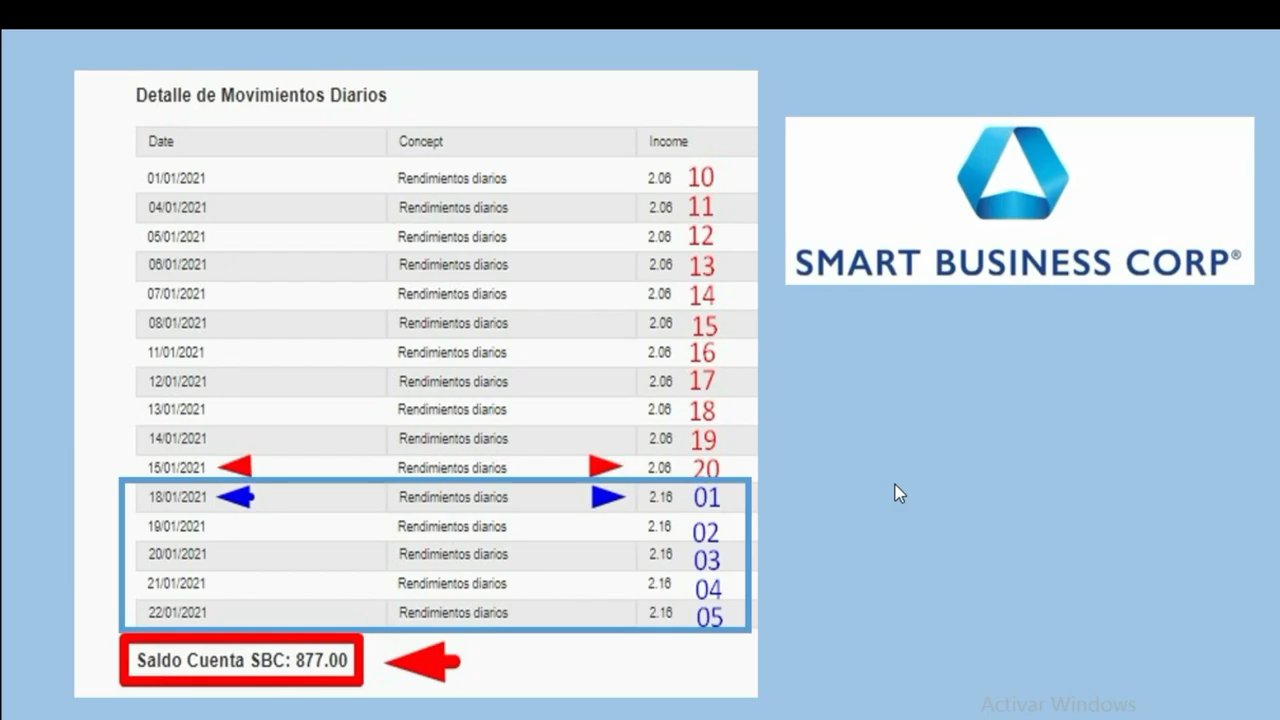 Detalle de Movimientos Diarios
Date Concept Income
01/01/2021 Rendimientos diarios 2.06 10
04/01/2021 Rendimientos diarios 2.06 11
05/01/2021 Rendimientos diarios 2.06 12
06/01/2021 Rendimientos diarios 2.06 13
07/01/2021 Rendimientos diarios 2.06 14
08/01/2021 Rendimientos diarios 2.06 15
11/01/2021 Rendimientos diarios 2.06 16
12/01/2021 Rendimientos diarios 2.06 17
13/01/2021 Rendimientos diarios 2.06 18
14/01/2021 Rendimientos diarios 2.06 19
15/01/2021 Rendimientos diarios 2.06 20
18/01/2021 Rendimientos diarios 2.16 01
19/01/2021 Rendimientos diarios 2.16 02
20/01/2021 Rendimientos diarios 2.16 03
21/01/2021 Rendimientos diarios 2.16 04
22/01/2021 Rendimientos diarios 2.16 05
Saldo Cuenta SBC: 877.00
SMART BUSINESS CORP®
Activar Windows